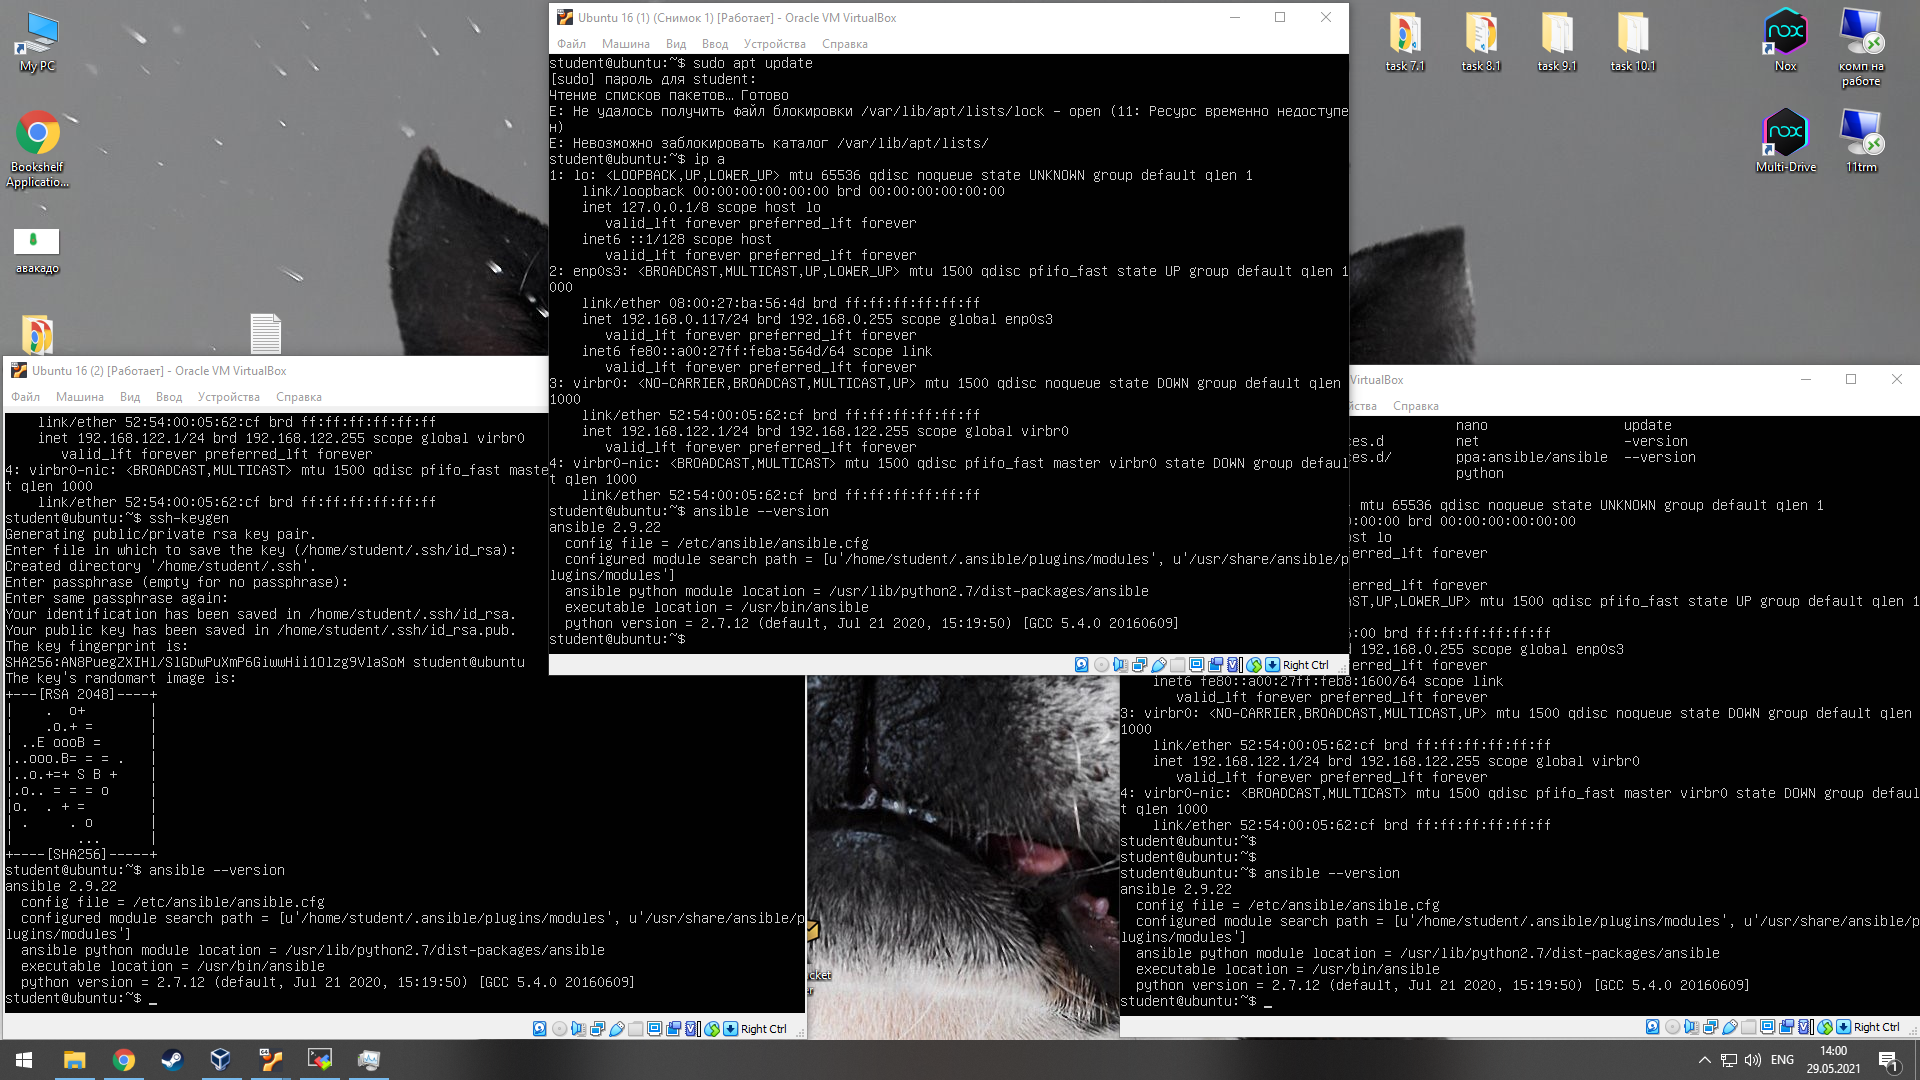 My PC
Bookshelf
Applicatio...
авакадо
task 7.1
task 8.1
task 9.1
task 10.1
Nox
комп на
работе
Multi-Drive
11trm
Ubuntu 16 (1) (Снимок 1) [Работает] - Oracle VM VirtualBox
Файл Машина Вид Ввод Устройства Справка
student@ubuntu:~$ sudo apt update
[sudo] пароль для student:
Чтение списков пакетов… Готово
E: Не удалось получить файл блокировки /var/lib/apt/lists/lock - open (11: Ресурс временно недоступе
н)
E: Невозможно заблокировать каталог /var/lib/apt/lists/
student@ubuntu:~$ ip a
1: lo: <LOOPBACK,UP,LOWER_UP> mtu 65536 qdisc noqueue state UNKNOWN group default qlen 1
link/loopback 00:00:00:00:00:00 brd 00:00:00:00:00:00
inet 127.0.0.1/8 scope host lo
valid_lft forever preferred_lft forever
inet6 ::1/128 scope host
valid_lft forever preferred_lft forever
2: enp0s3: <BROADCAST,MULTICAST,UP,LOWER_UP> mtu 1500 qdisc pfifo_fast state UP group default qlen 1
000
link/ether 08:00:27:ba:56:4d brd ff:ff:ff:ff:ff:ff
inet 192.168.0.117/24 brd 192.168.0.255 scope global enp0s3
valid_lft forever preferred_lft forever
inet6 fe80::a00:27ff:feba:564d/64 scope link
valid_lft forever preferred_lft forever
3: virbr0: <NO-CARRIER,BROADCAST,MULTICAST,UP> mtu 1500 qdisc noqueue state DOWN group default qlen
1000
link/ether 52:54:00:05:62:cf brd ff:ff:ff:ff:ff:ff
inet 192.168.122.1/24 brd 192.168.122.255 scope global virbr0
valid_lft forever preferred_lft forever
4: virbr0-nic: <BROADCAST,MULTICAST> mtu 1500 qdisc pfifo_fast master virbr0 state DOWN group defaul
t qlen 1000
link/ether 52:54:00:05:62:cf brd ff:ff:ff:ff:ff:ff
student@ubuntu:~$ ansible --version
ansible 2.9.22
config file = /etc/ansible/ansible.cfg
configured module search path = [u'/home/student/.ansible/plugins/modules', u'/usr/share/ansible/p
lugins/modules']
ansible python module location = /usr/lib/python2.7/dist-packages/ansible
executable location = /usr/bin/ansible
python version = 2.7.12 (default, Jul 21 2020, 15:19:50) [GCC 5.4.0 20160609]
student@ubuntu:~$
Right Ctrl
Ubuntu 16 (2) [Работает] - Oracle VM VirtualBox
Файл Машина Вид Ввод Устройства Справка
link/ether 52:54:00:05:62:cf brd ff:ff:ff:ff:ff:ff
inet 192.168.122.1/24 brd 192.168.122.255 scope global virbr0
valid_lft forever preferred_lft forever
4: virbr0-nic: <BROADCAST,MULTICAST> mtu 1500 qdisc pfifo_fast maste
t qlen 1000
link/ether 52:54:00:05:62:cf brd ff:ff:ff:ff:ff:ff
student@ubuntu:~$ ssh-keygen
Generating public/private rsa key pair.
Enter file in which to save the key (/home/student/.ssh/id_rsa):
Created directory '/home/student/.ssh'.
Enter passphrase (empty for no passphrase):
Enter same passphrase again:
Your identification has been saved in /home/student/.ssh/id_rsa.
Your public key has been saved in /home/student/.ssh/id_rsa.pub.
The key fingerprint is:
student@ubuntu
The key's randomart image is:
+---[RSA 2048]----+
|    .  o+        |
|    .o.+ =       |
| ..E oooB =      |
|..ooo.B= = = .   |
|..o.+=+ S B +    |
|.o.. = = = o     |
|o.  . + =        |
| .     . o       |
|        ...      |
+----[SHA256]-----+
student@ubuntu:~$ ansible --version
ansible 2.9.22
config file = /etc/ansible/ansible.cfg
configured module search path = [u'/home/student/.ansible/plugins/modules', u'/usr/share/ansible/p
lugins/modules']
ansible python module location = /usr/lib/python2.7/dist-packages/ansible
executable location = /usr/bin/ansible
python version = 2.7.12 (default, Jul 21 2020, 15:19:50) [GCC 5.4.0 20160609]
student@ubuntu:~$ _
Right Ctrl
cket
er
VirtualBox
йства Справка
nano update
ces.d net -version
ces.d/ ppa:ansible/ansible --version
python
mtu 65536 qdisc noqueue state UNKNOWN group default qlen 1
0:00:00 brd 00:00:00:00:00:00
ost lo
ferred_lft forever
ferred_lft forever
AST,UP,LOWER_UP> mtu 1500 qdisc pfifo_fast state UP group default qlen 1
:00 brd ff:ff:ff:ff:ff:ff
d 192.168.0.255 scope global enp0s3
ferred_lft forever
inet6 fe80::a00:27ff:feb8:1600/64 scope link
valid_lft forever preferred_lft forever
3: virbr0: <NO-CARRIER,BROADCAST,MULTICAST,UP> mtu 1500 qdisc noqueue state DOWN group default qlen
1000
link/ether 52:54:00:05:62:cf brd ff:ff:ff:ff:ff:ff
inet 192.168.122.1/24 brd 192.168.122.255 scope global virbr0
valid_lft forever preferred_lft forever
4: virbr0-nic: <BROADCAST,MULTICAST> mtu 1500 qdisc pfifo_fast master virbr0 state DOWN group defaul
t qlen 1000
link/ether 52:54:00:05:62:cf brd ff:ff:ff:ff:ff:ff
student@ubuntu:~$
student@ubuntu:~$
student@ubuntu:~$ ansible --version
ansible 2.9.22
config file = /etc/ansible/ansible.cfg
configured module search path = [u'/home/student/.ansible/plugins/modules', u'/usr/share/ansible/p
lugins/modules']
ansible python module location = /usr/lib/python2.7/dist-packages/ansible
executable location = /usr/bin/ansible
python version = 2.7.12 (default, Jul 21 2020, 15:19:50) [GCC 5.4.0 20160609]
student@ubuntu:~$ _
Right Ctrl
ENG
14:00
29.05.2021
1